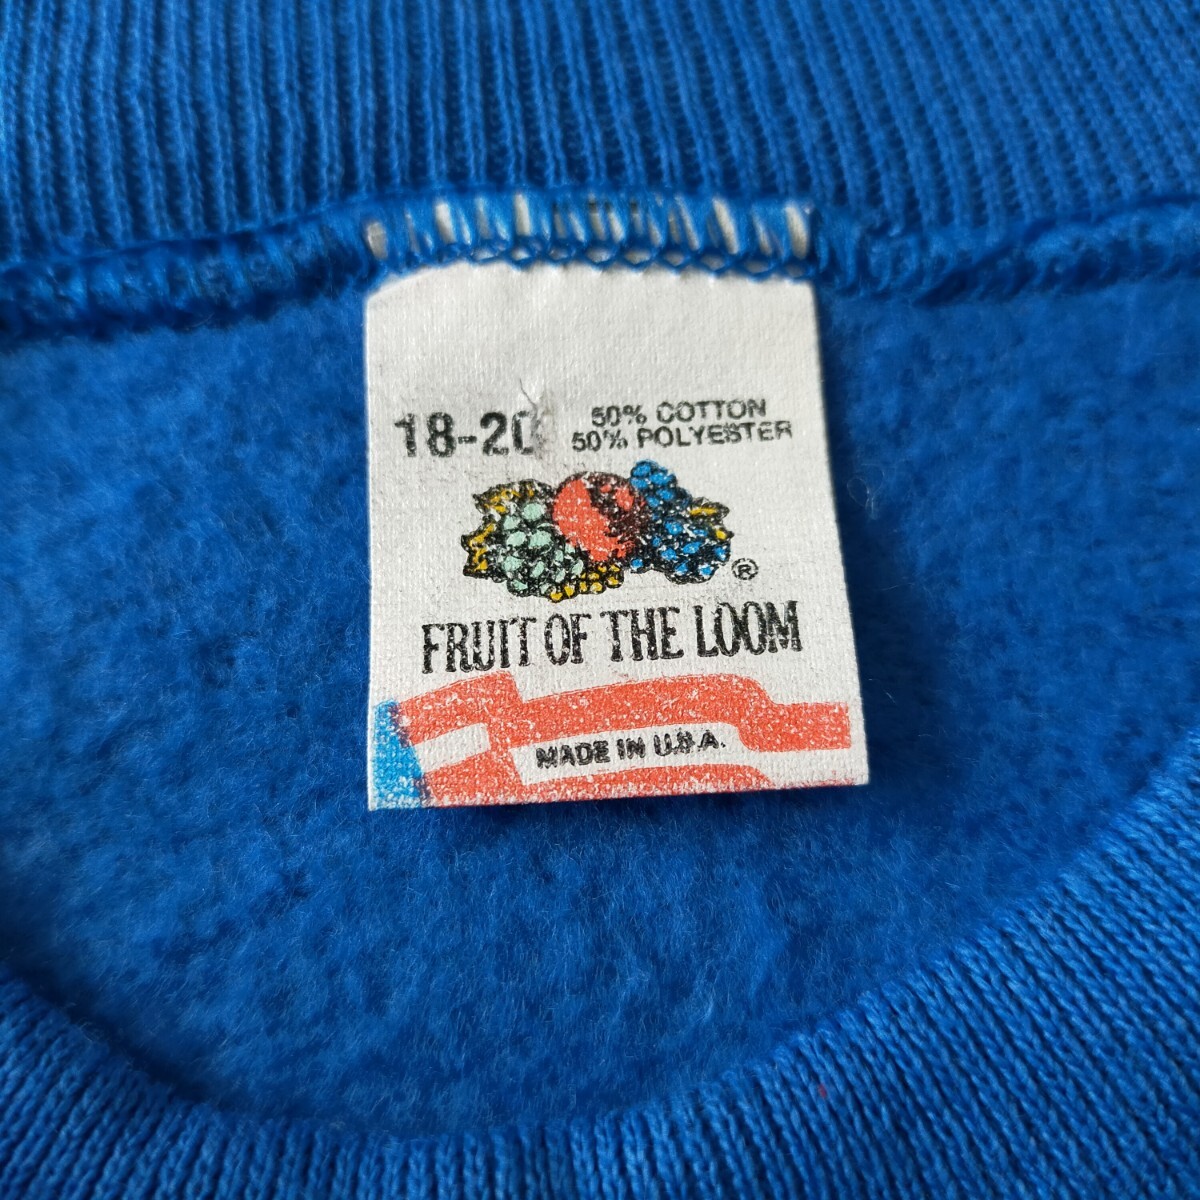 18-20
50% COTTON
50% POLYESTER
®
FRUIT OF THE LOOM
MADE IN U.S.A.